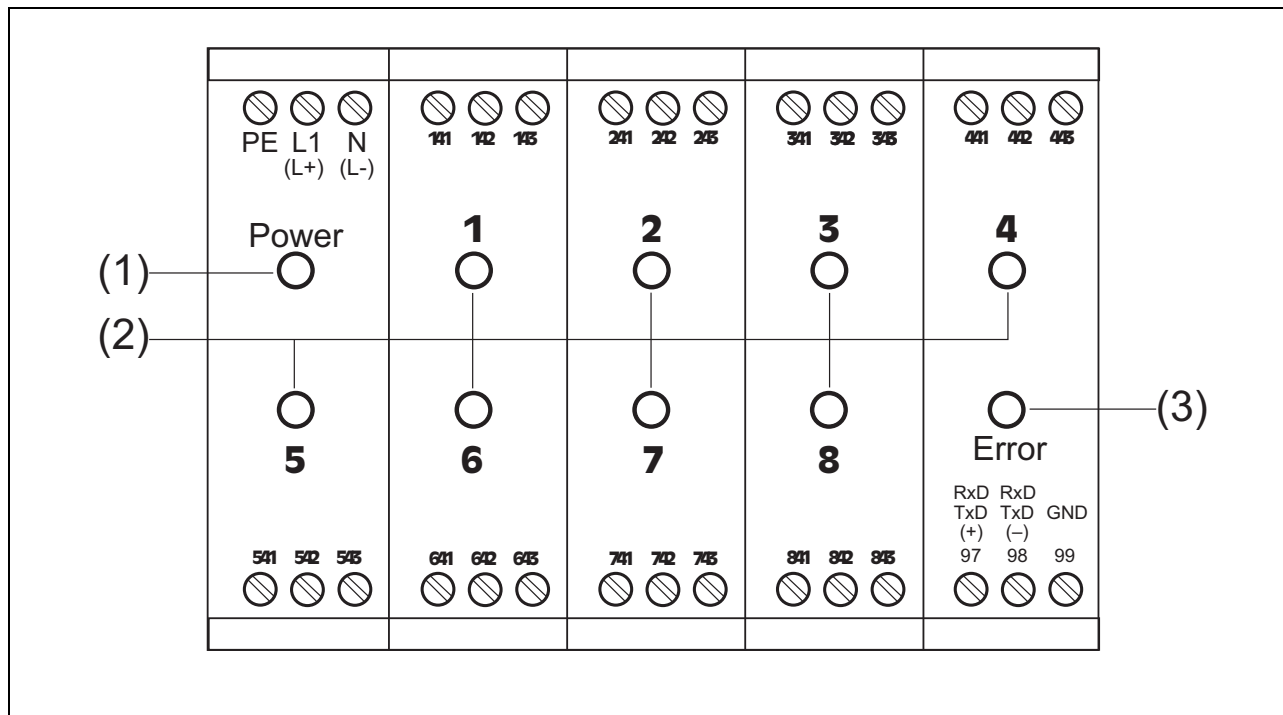 PE L1 N
(L+) (L-)
141 142 143
241 242 243
341 342 343
441 442 443
Power 1 2 3 4
(1)
(2)
(3)
5 6 7 8 Error
RxD RxD
TxD TxD GND
(+) (–)
97 98 99
541 542 543
641 642 643
741 742 743
841 842 843